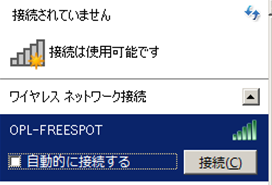 接続されていません
接続は使用可能です
ワイヤレス ネットワーク接続
OPL-FREESPOT
自動的に接続する
接続(C)